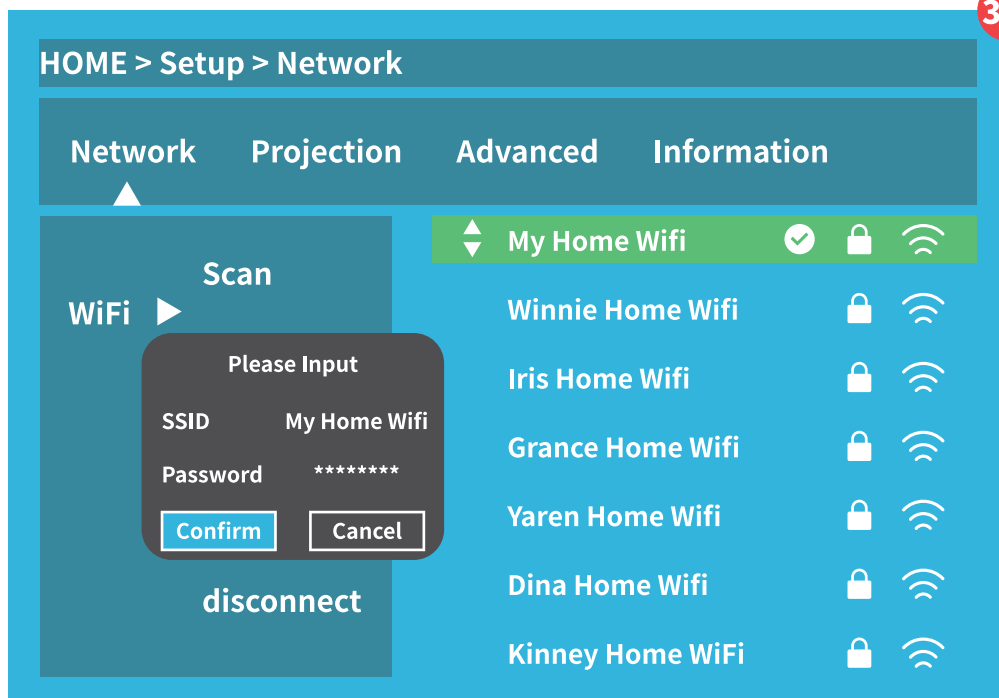 3
HOME > Setup > Network
Network Projection Advanced Information
Scan
WiFi
Please Input
SSID My Home Wifi
Password ********
Confirm Cancel
disconnect
My Home Wifi
Winnie Home Wifi
Iris Home Wifi
Grance Home Wifi
Yaren Home Wifi
Dina Home Wifi
Kinney Home WiFi